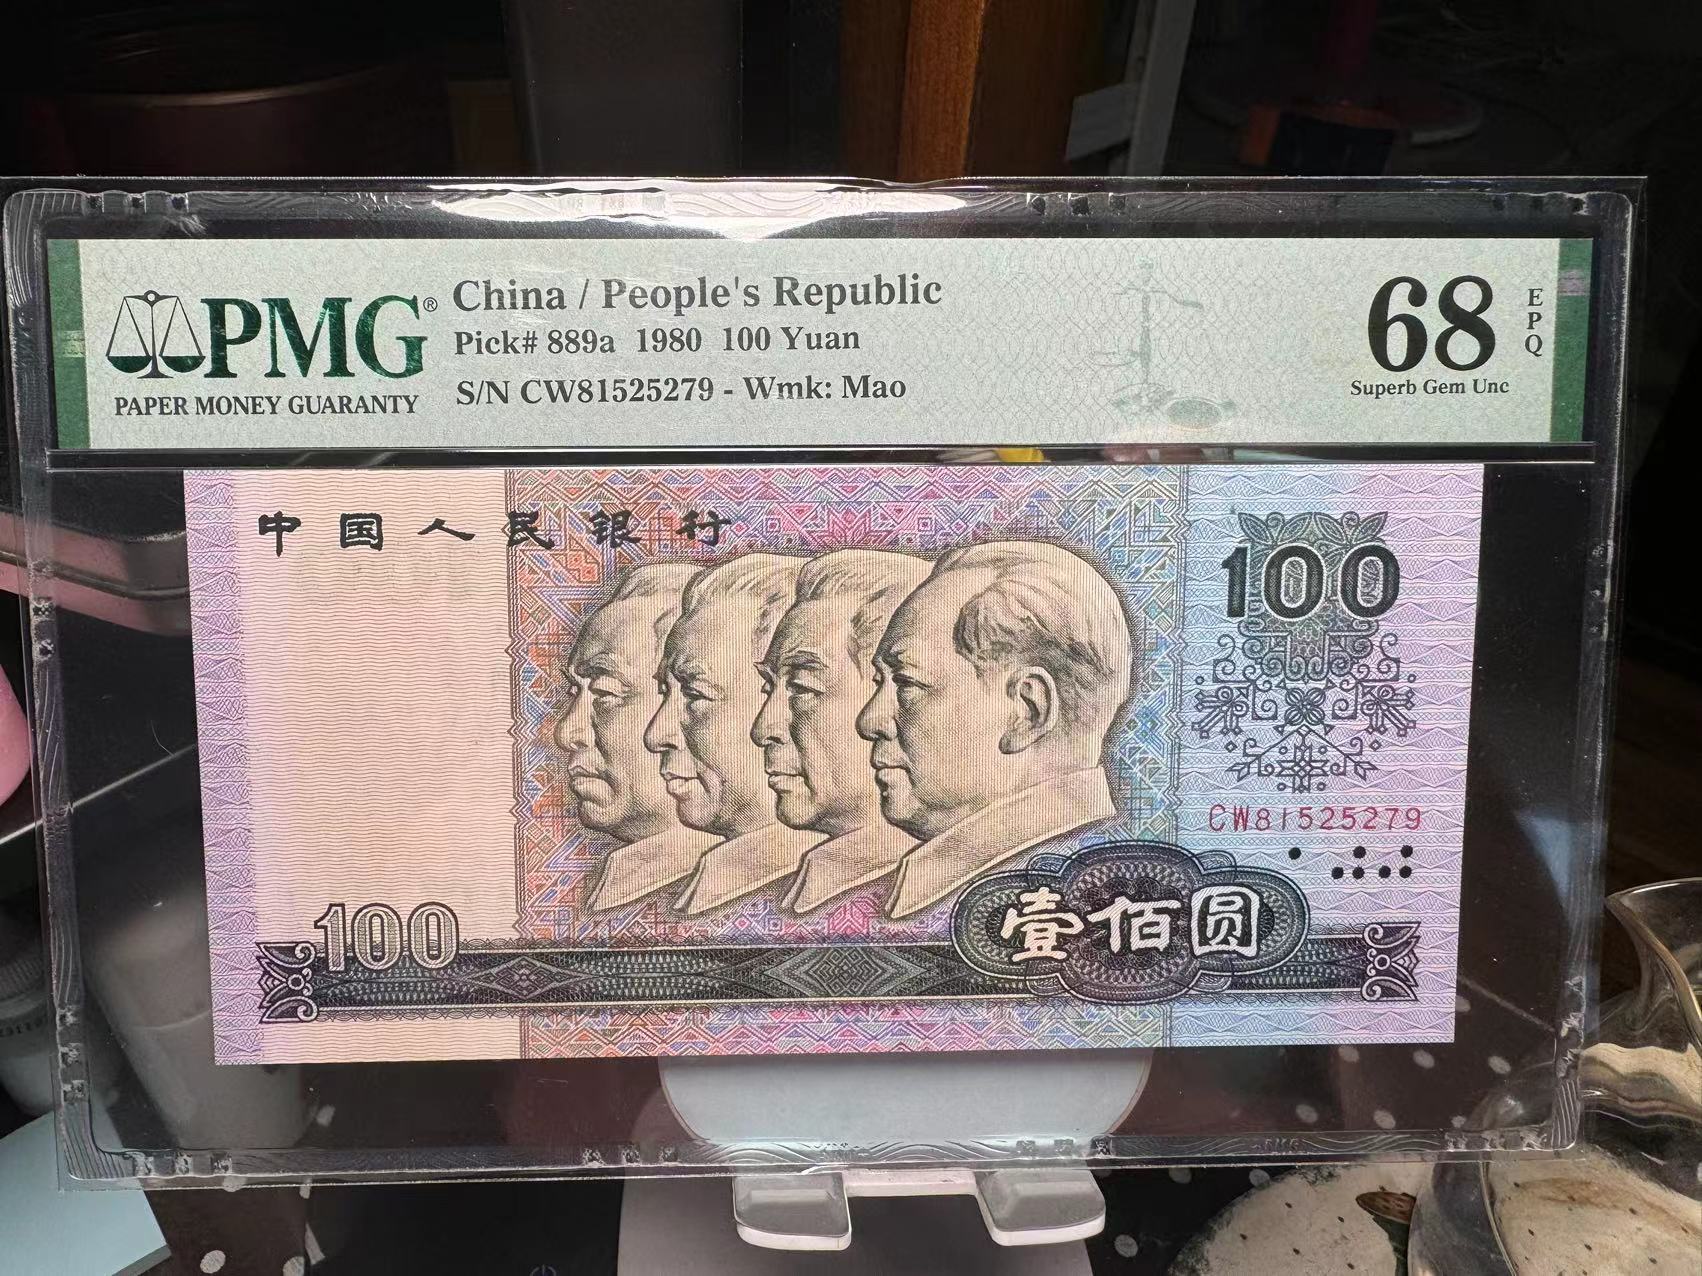 PMG®
PAPER MONEY GUARANTY
China / People's Republic
Pick# 889a 1980 100 Yuan
S/N CW81525279 - Wmk: Mao
68
EPQ
Superb Gem Unc
中国人民银行
100
CW81525279
100
壹佰圆